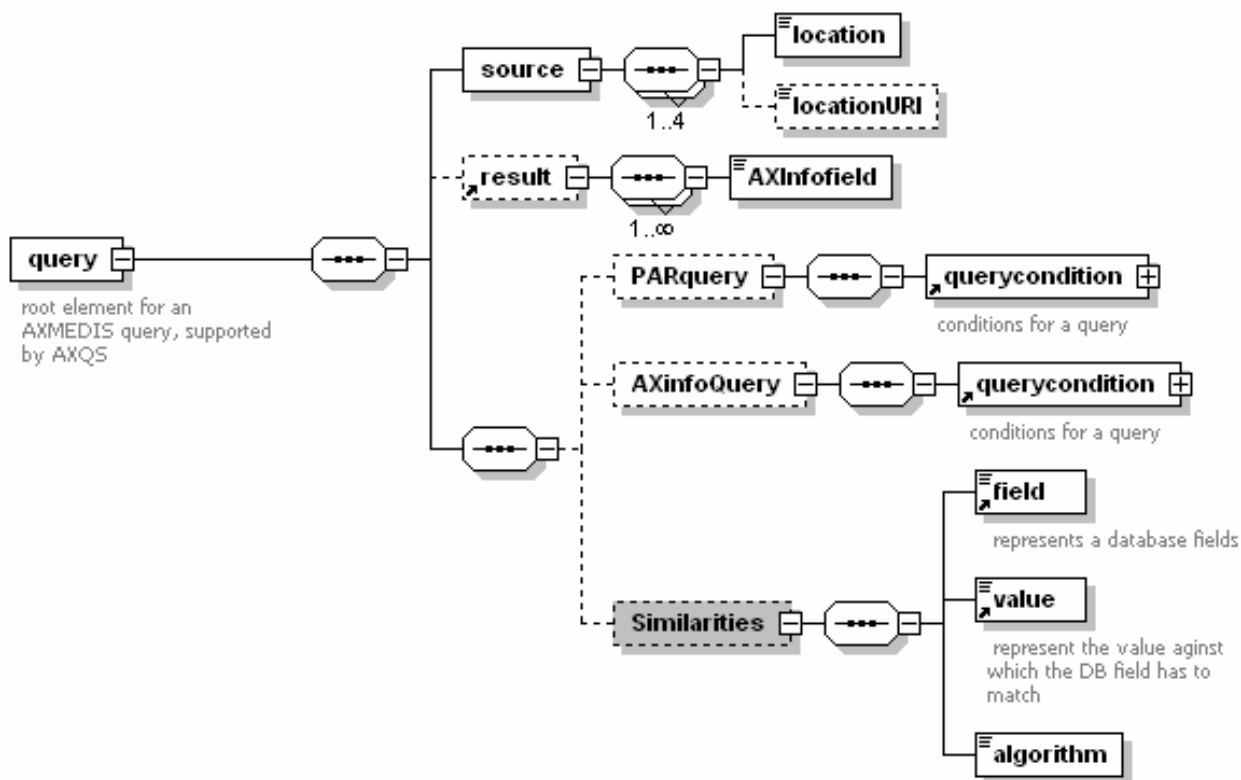 location
source
locationURI
1..4
result
AXInfofield
1..∞
query
root element for an
AXMEDIS query, supported
by AXQS
PARquery
querycondition
conditions for a query
AXinfoQuery
querycondition
conditions for a query
field
represents a database fields
Similarities
value
represent the value aginst
which the DB field has to
match
algorithm